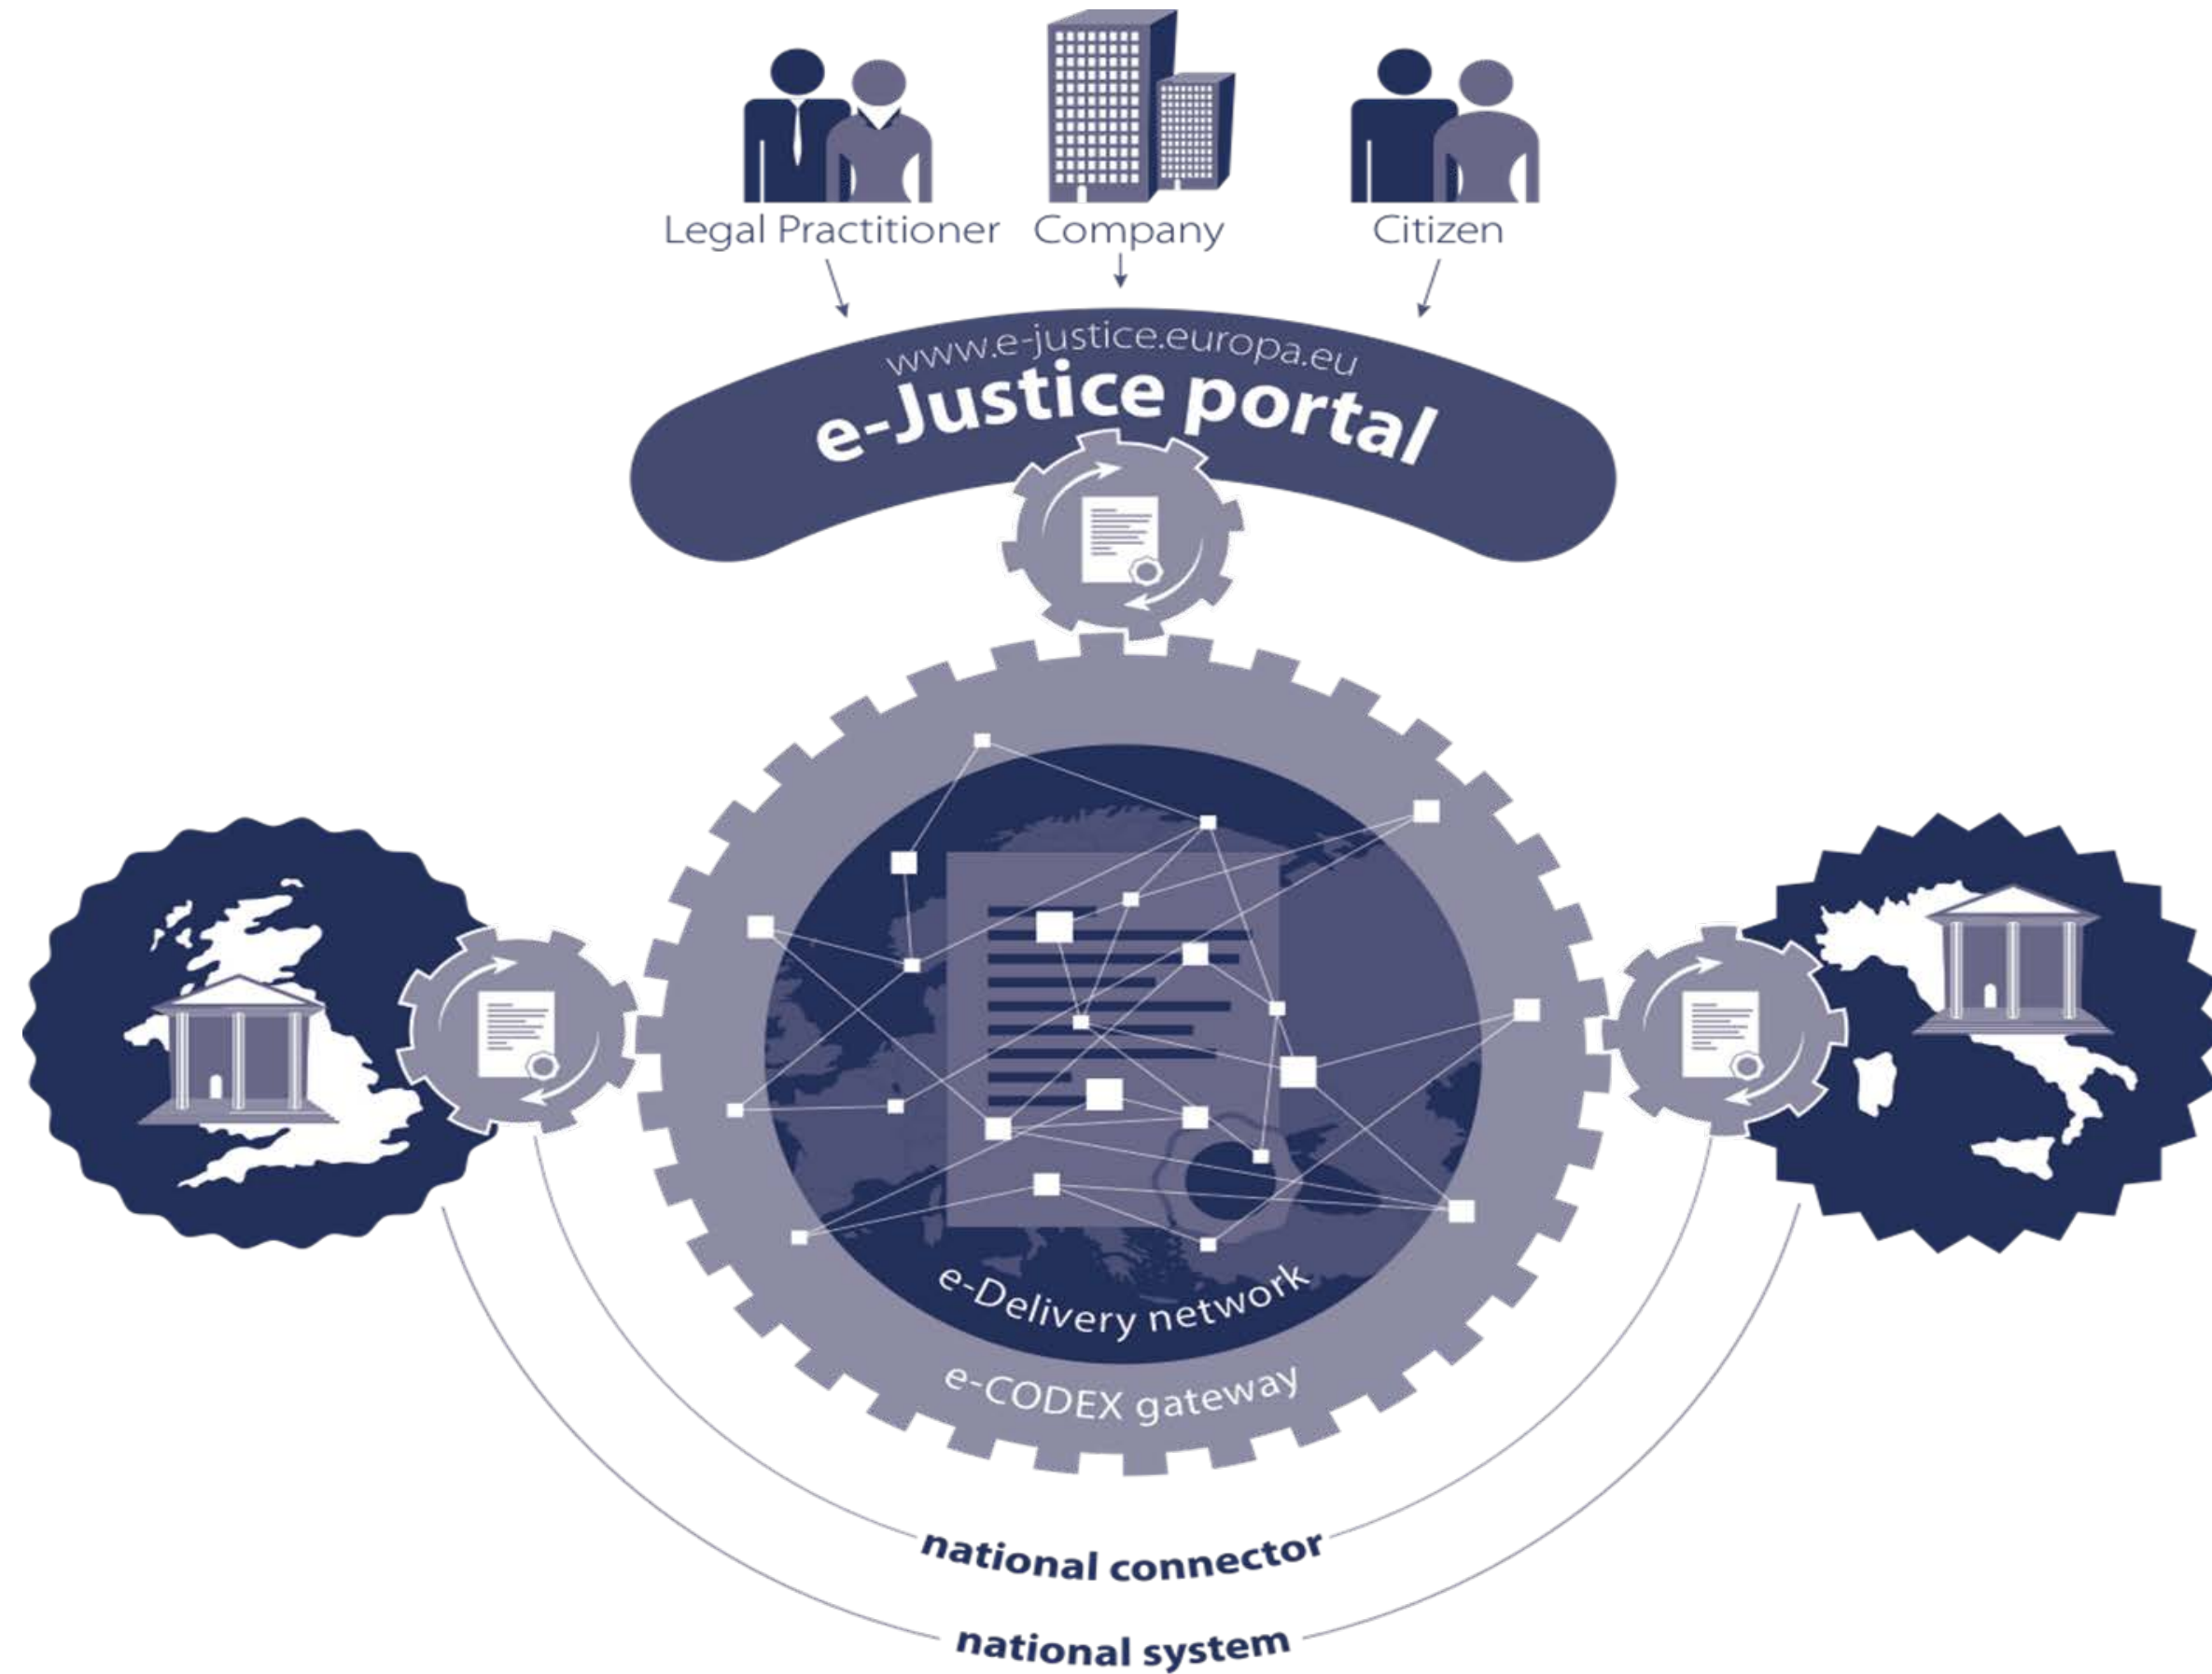 Legal Practitioner
Company
Citizen
www.e-justice.europa.eu
e-Justice portal
e-Delivery network
e-CODEX gateway
national connector
national system